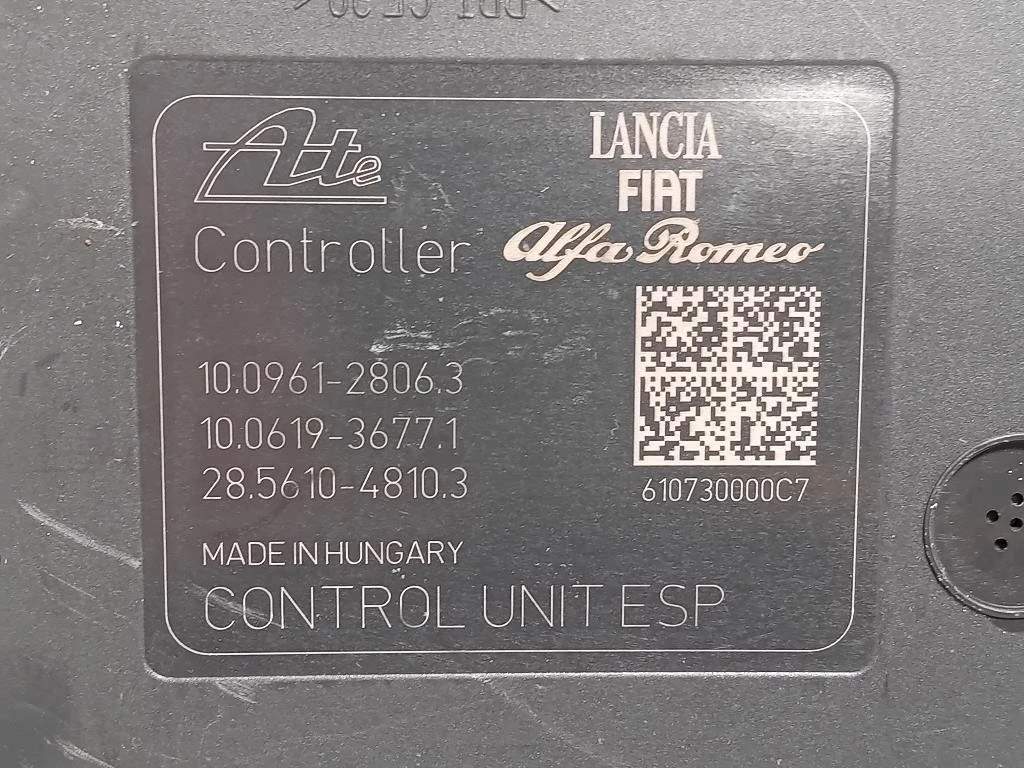 Ate
LANCIA
FIAT
Alfa Romeo
Controller
10.0961-2806.3
10.0619-3677.1
28.5610-4810.3
610730000C7
MADE IN HUNGARY
CONTROL UNIT ESP